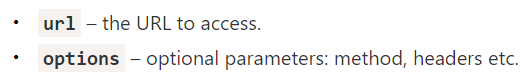 • url – the URL to access.
• options – optional parameters: method, headers etc.